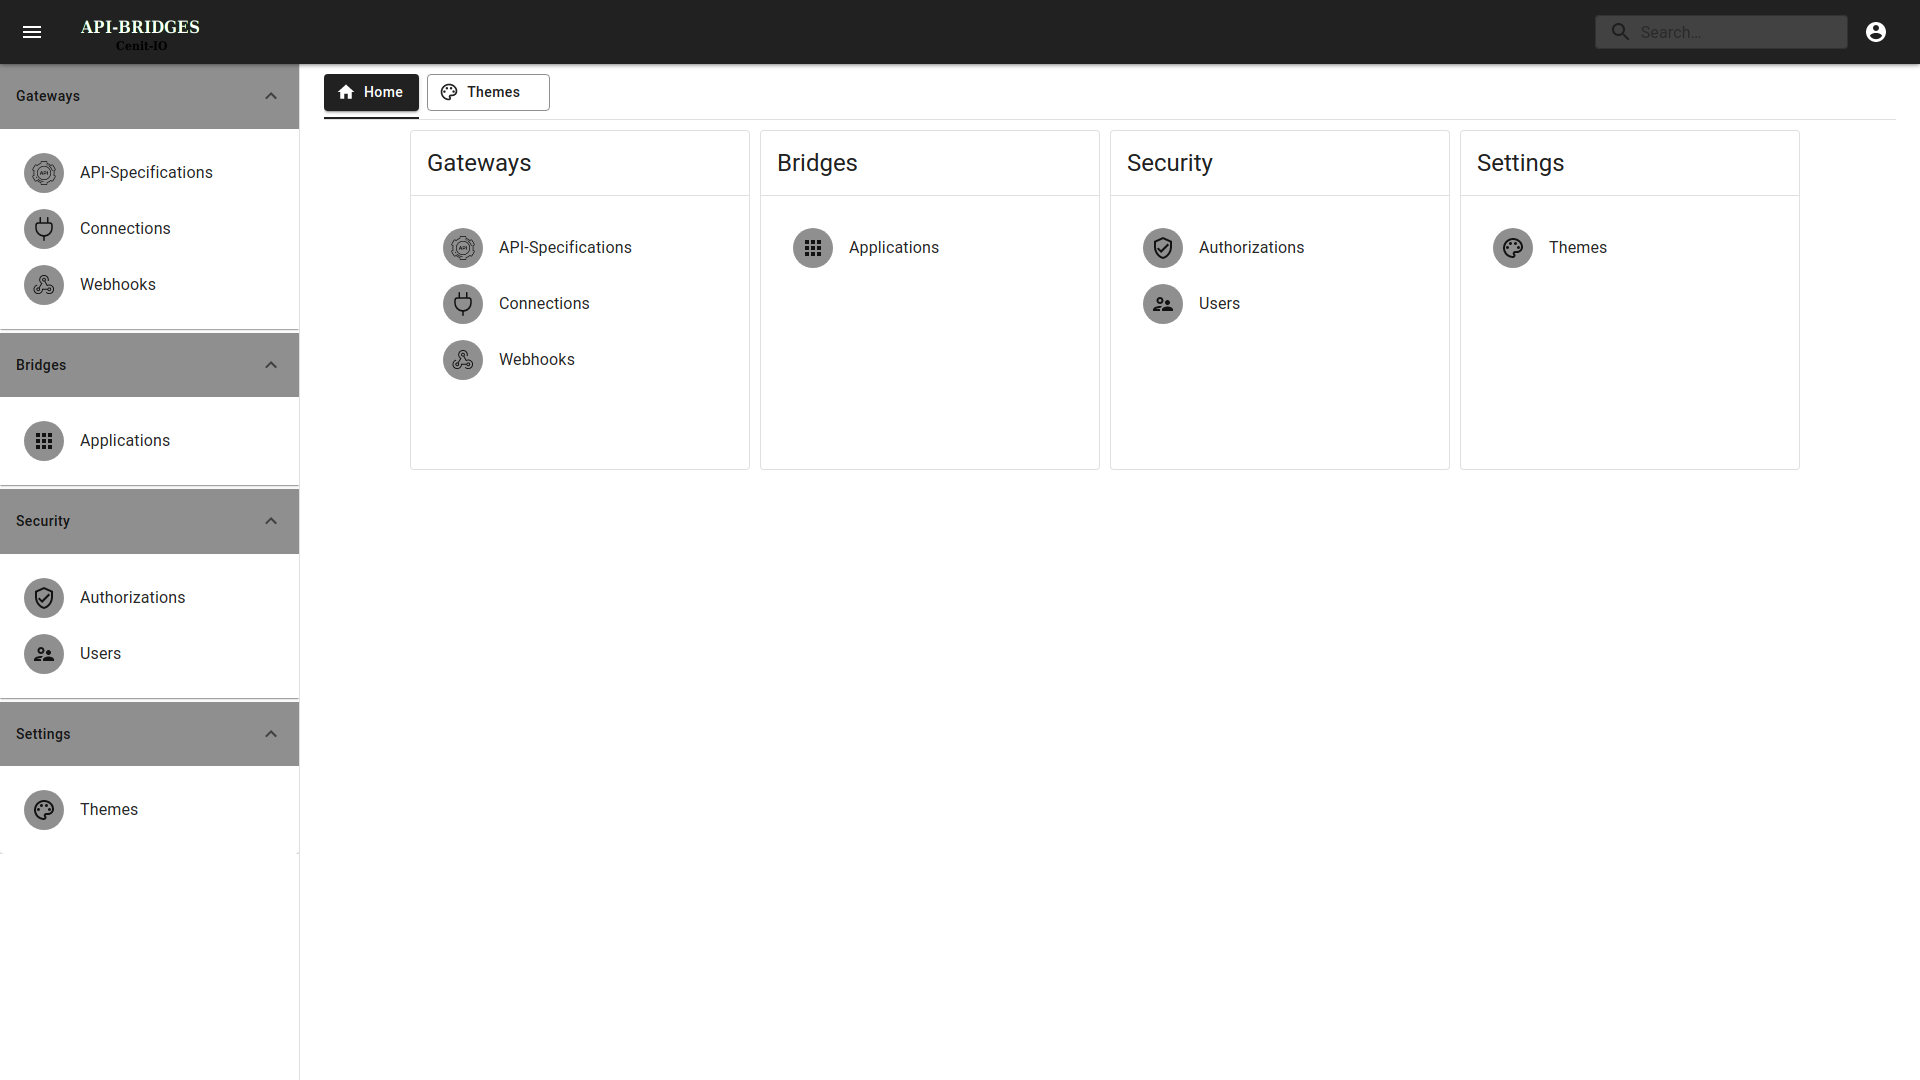 API-BRIDGES
Cenit-IO
Search...
Gateways
API-Specifications
Connections
Webhooks
Bridges
Applications
Security
Authorizations
Users
Settings
Themes
Home
Themes
Gateways
API-Specifications
Connections
Webhooks
Bridges
Applications
Security
Authorizations
Users
Settings
Themes